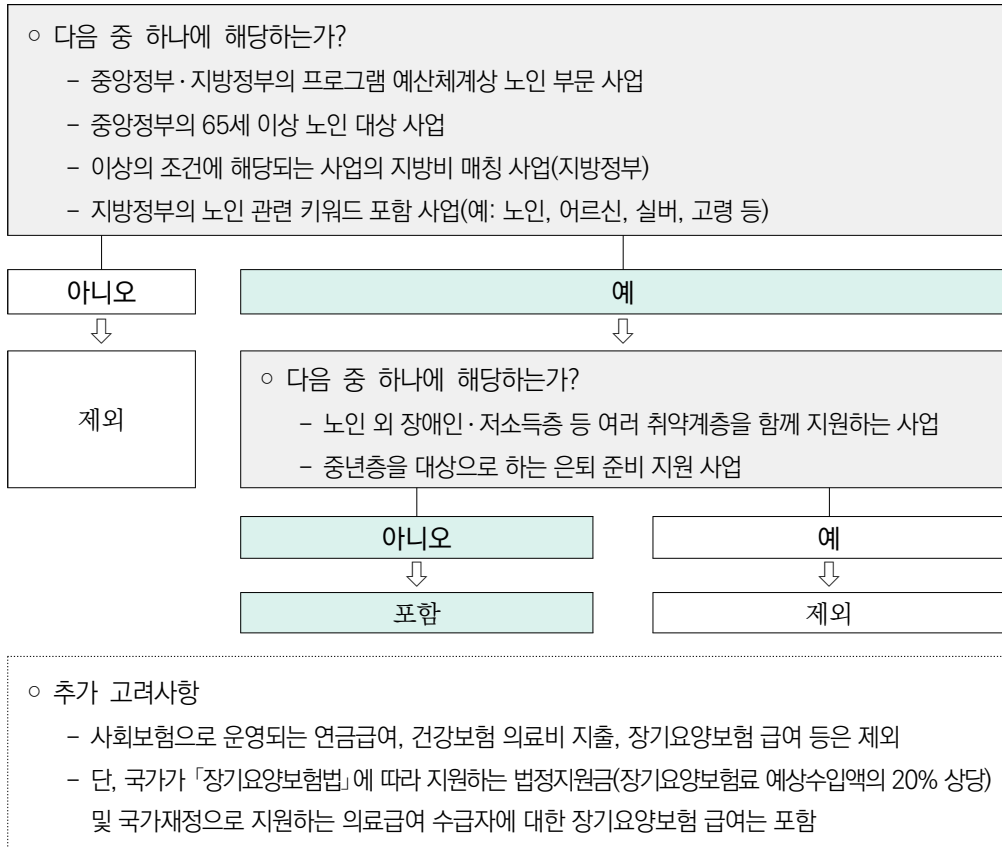 ○ 다음 중 하나에 해당하는가?
– 중앙정부·지방정부의 프로그램 예산체계상 노인 부문 사업
– 중앙정부의 65세 이상 노인 대상 사업
– 이상의 조건에 해당되는 사업의 지방비 매칭 사업(지방정부)
– 지방정부의 노인 관련 키워드 포함 사업(예: 노인, 어르신, 실버, 고령 등)
아니오
예
제외
○ 다음 중 하나에 해당하는가?
– 노인 외 장애인·저소득층 등 여러 취약계층을 함께 지원하는 사업
– 중년층을 대상으로 하는 은퇴 준비 지원 사업
아니오
예
포함
제외
○ 추가 고려사항
– 사회보험으로 운영되는 연금급여, 건강보험 의료비 지출, 장기요양보험 급여 등은 제외
– 단, 국가가 「장기요양보험법」에 따라 지원하는 법정지원금(장기요양보험료 예상수입액의 20% 상당)
및 국가재정으로 지원하는 의료급여 수급자에 대한 장기요양보험 급여는 포함